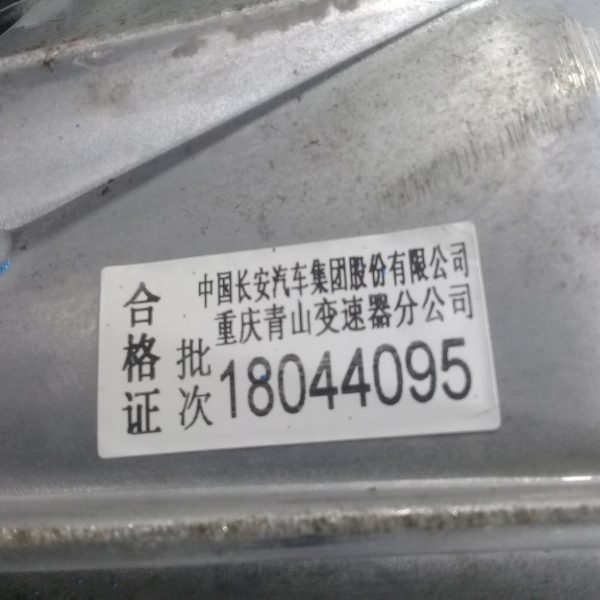 合格证
中国长安汽车集团股份有限公司
重庆青山变速器分公司
批次
18044095